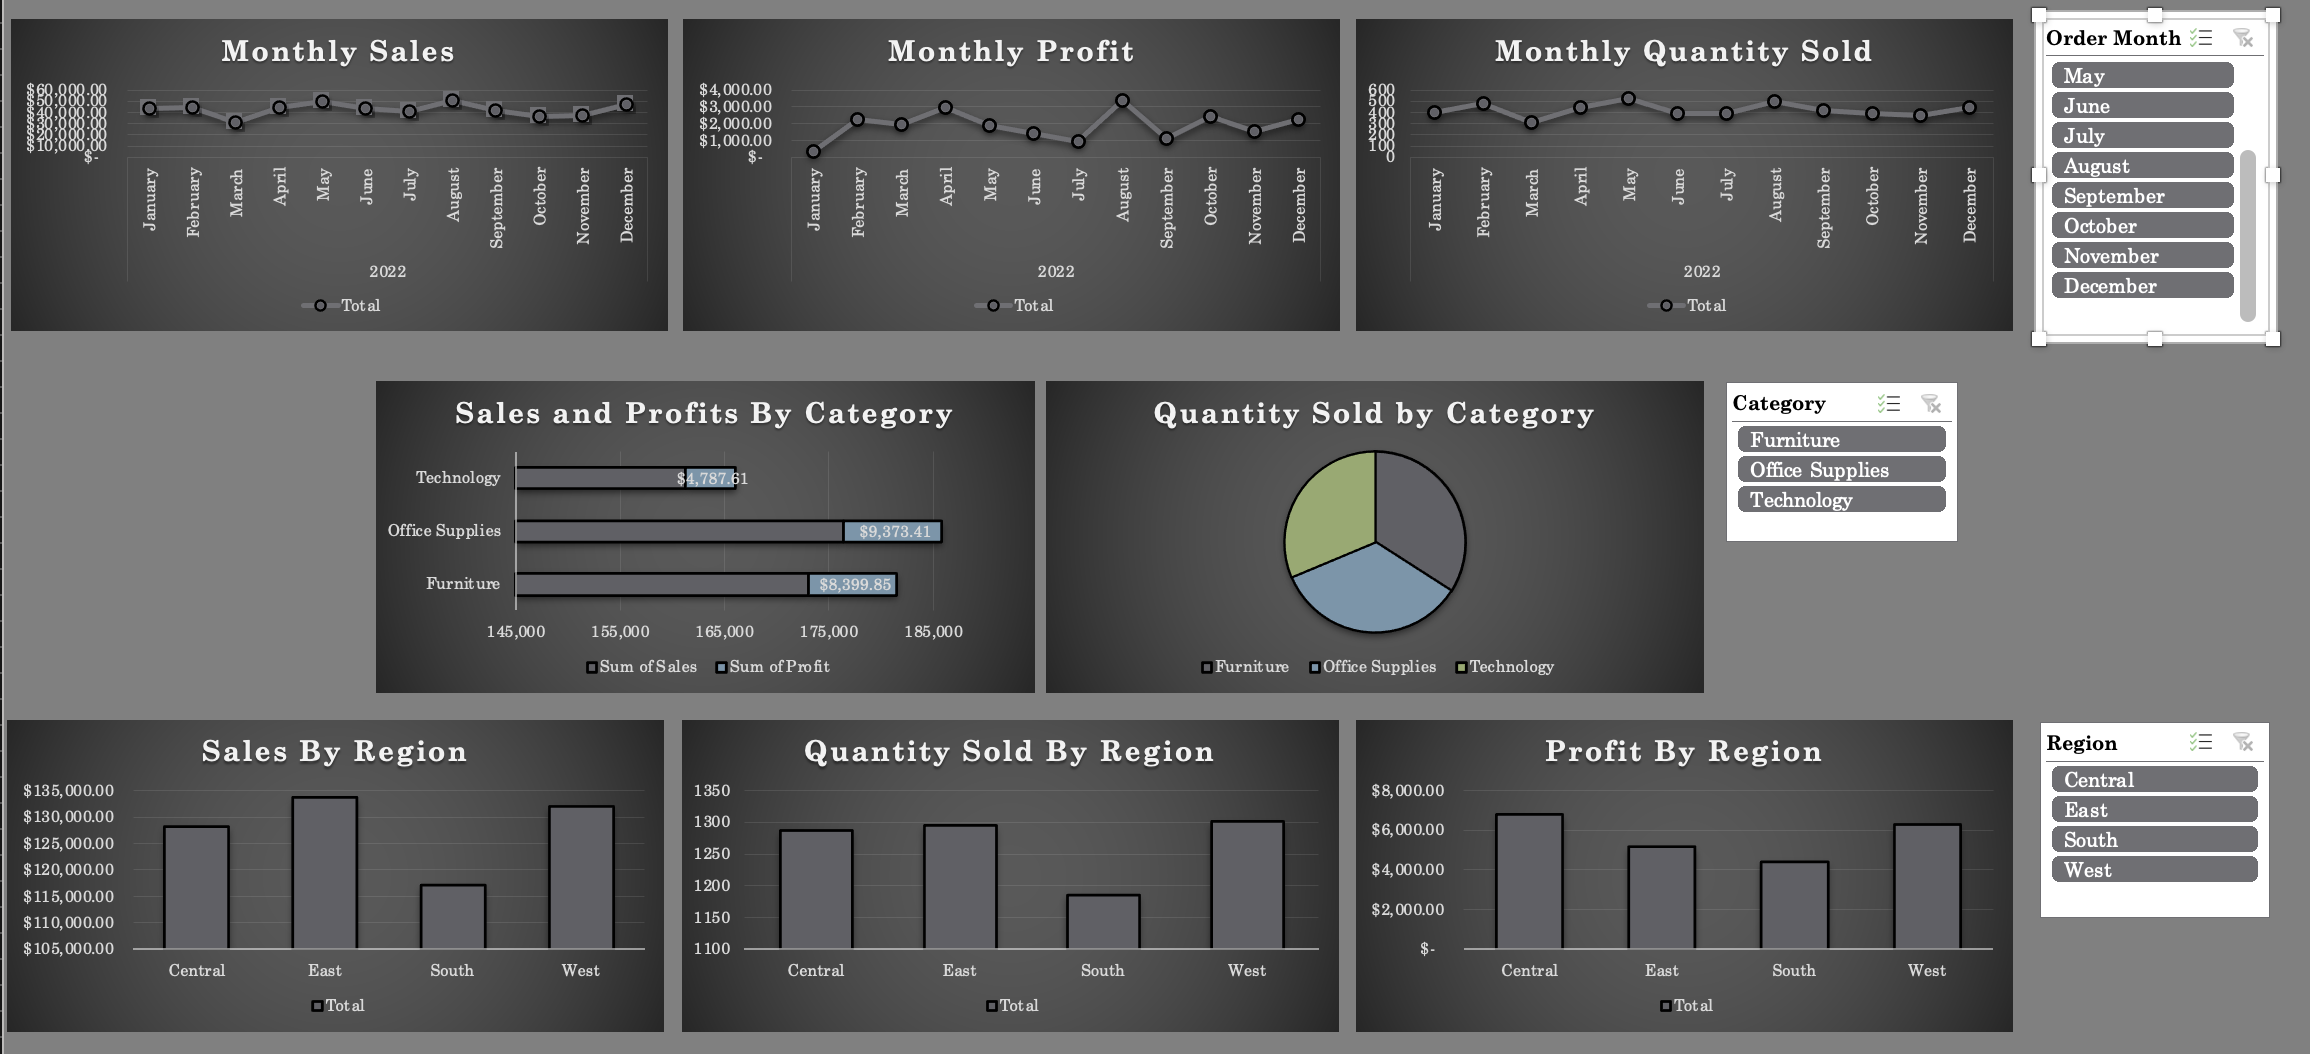 Monthly Sales
$60,000.00
$50,000.00
$40,000.00
$30,000.00
$20,000.00
$10,000.00
$-
January
February
March
April
May
June
July
August
September
October
November
December
2022
Total
Monthly Profit
$4,000.00
$3,000.00
$2,000.00
$1,000.00
$-
January
February
March
April
May
June
July
August
September
October
November
December
2022
Total
Monthly Quantity Sold
600
500
400
300
200
100
0
January
February
March
April
May
June
July
August
September
October
November
December
2022
Total
Order Month
May
June
July
August
September
October
November
December
Sales and Profits By Category
Technology
$4,787.61
Office Supplies
$9,373.41
Furniture
$8,399.85
145,000 155,000 165,000 175,000 185,000
Sum of Sales Sum of Profit
Quantity Sold by Category
Furniture Office Supplies Technology
Category
Furniture
Office Supplies
Technology
Sales By Region
$135,000.00
$130,000.00
$125,000.00
$120,000.00
$115,000.00
$110,000.00
$105,000.00
Central East South West
Total
Quantity Sold By Region
1350
1300
1250
1200
1150
1100
Central East South West
Total
Profit By Region
$8,000.00
$6,000.00
$4,000.00
$2,000.00
$-
Central East South West
Total
Region
Central
East
South
West